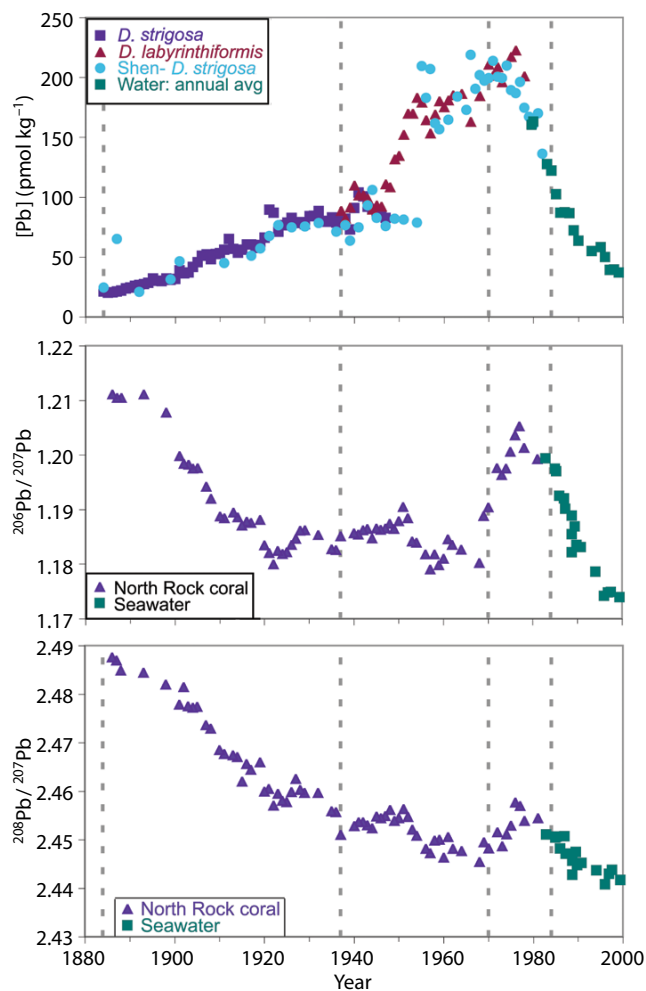 250
200
150
100
50
0
[Pb] (pmol kg⁻¹)
D. strigosa
D. labyrinthiformis
Shen- D. strigosa
Water: annual avg
1.22
1.21
1.20
1.19
1.18
1.17
²⁰⁶Pb/ ²⁰⁷Pb
North Rock coral
Seawater
2.49
2.48
2.47
2.46
2.45
2.44
2.43
²⁰⁸Pb/ ²⁰⁷Pb
North Rock coral
Seawater
1880 1900 1920 1940 1960 1980 2000
Year